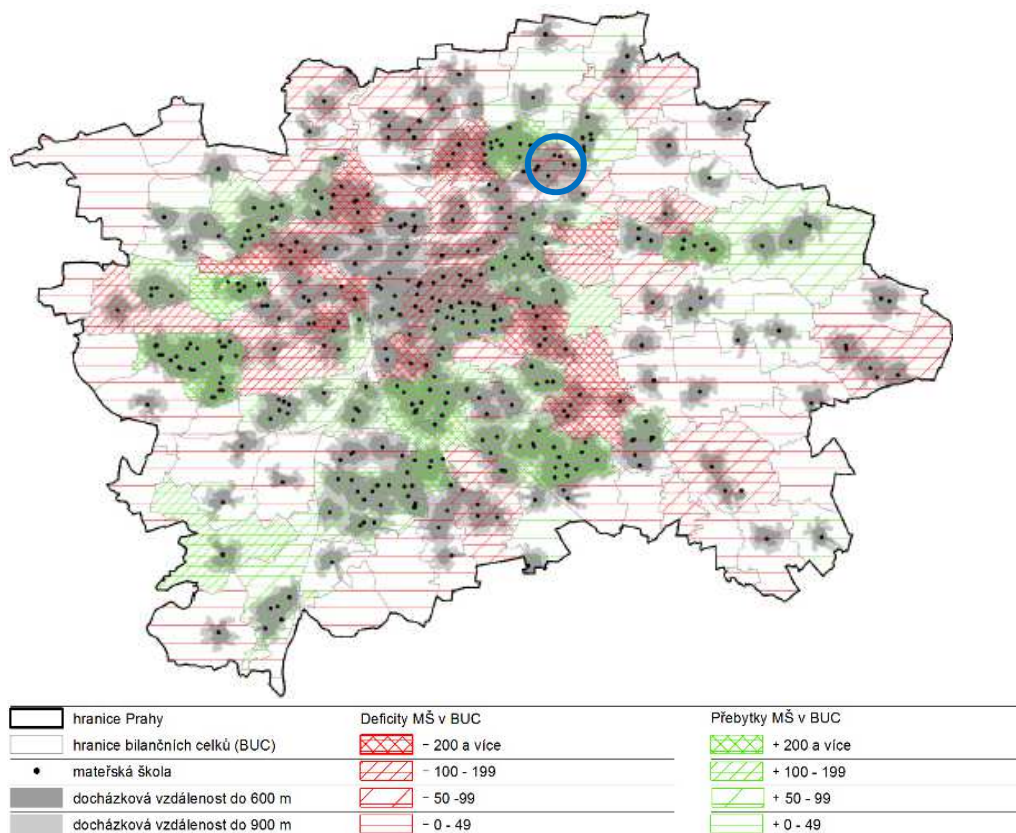 hranice Prahy
Deficity MŠ v BUC
Přebytky MŠ v BUC
hranice bilančních celků (BUC)
− 200 a více
+ 200 a více
mateřská škola
− 100 - 199
+ 100 - 199
docházková vzdálenost do 600 m
− 50 -99
+ 50 - 99
docházková vzdálenost do 900 m
− 0 - 49
+ 0 - 49